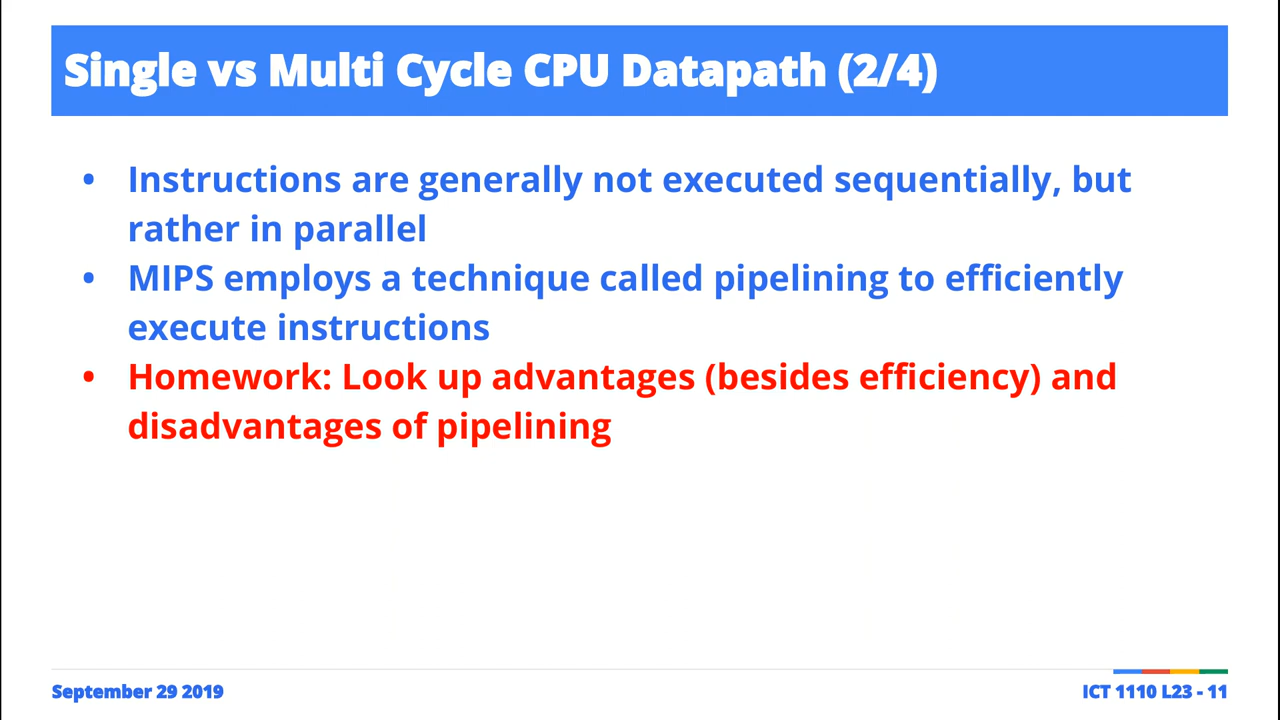 Single vs Multi Cycle CPU Datapath (2/4)
• Instructions are generally not executed sequentially, but
rather in parallel
• MIPS employs a technique called pipelining to efficiently
execute instructions
• Homework: Look up advantages (besides efficiency) and
disadvantages of pipelining
September 29 2019
ICT 1110 L23 - 11